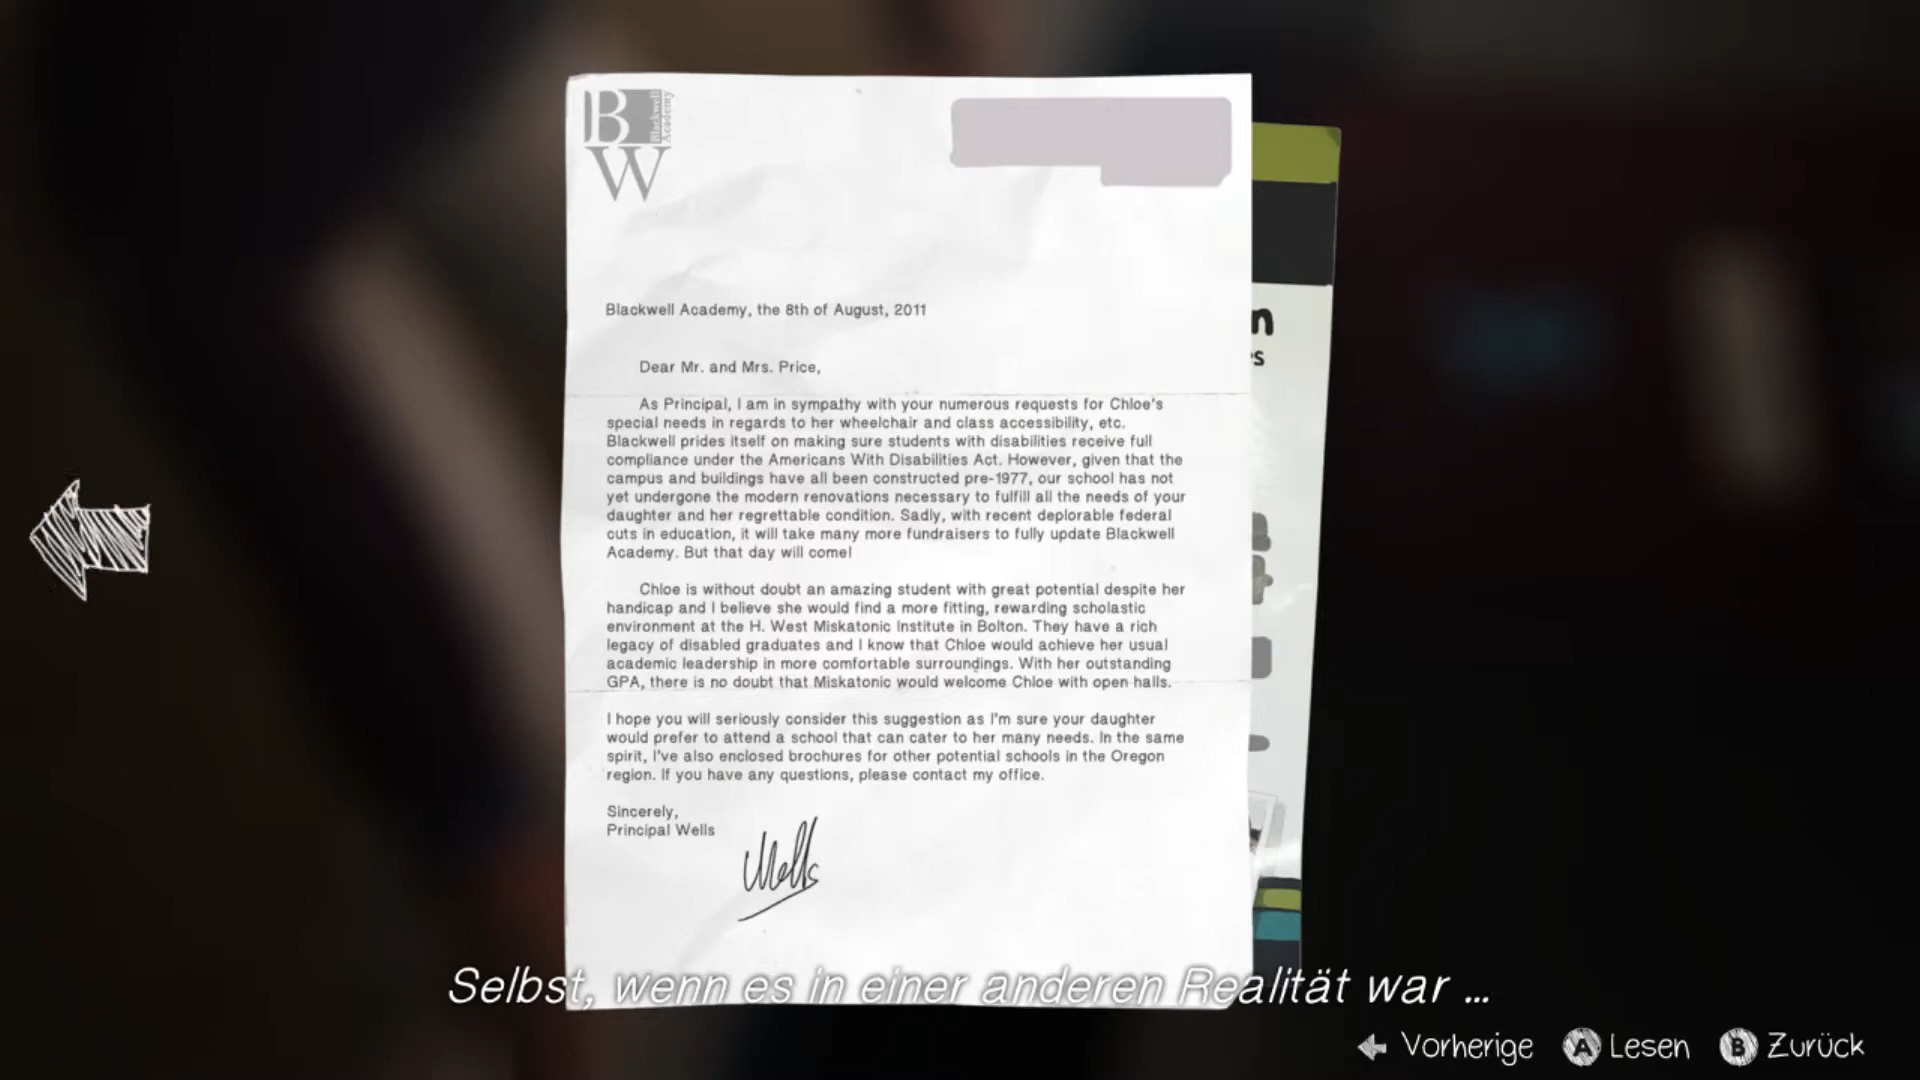 B Blackwell Academy
W
Blackwell Academy, the 8th of August, 2011
Dear Mr. and Mrs. Price,
As Principal, I am in sympathy with your numerous requests for Chloe's
special needs in regards to her wheelchair and class accessibility, etc.
Blackwell prides itself on making sure students with disabilities receive full
compliance under the Americans With Disabilities Act. However, given that the
campus and buildings have all been constructed pre-1977, our school has not
yet undergone the modern renovations necessary to fulfill all the needs of your
daughter and her regrettable condition. Sadly, with recent deplorable federal
cuts in education, it will take many more fundraisers to fully update Blackwell
Academy. But that day will come!
Chloe is without doubt an amazing student with great potential despite her
handicap and I believe she would find a more fitting, rewarding scholastic
environment at the H. West Miskatonic Institute in Bolton. They have a rich
legacy of disabled graduates and I know that Chloe would achieve her usual
academic leadership in more comfortable surroundings. With her outstanding
GPA, there is no doubt that Miskatonic would welcome Chloe with open halls.
I hope you will seriously consider this suggestion as I'm sure your daughter
would prefer to attend a school that can cater to her many needs. In the same
spirit, I've also enclosed brochures for other potential schools in the Oregon
region. If you have any questions, please contact my office.
Sincerely,
Principal Wells
Wells
n
s
Selbst, wenn es in einer anderen Realität war ...
Vorherige A Lesen B Zurück